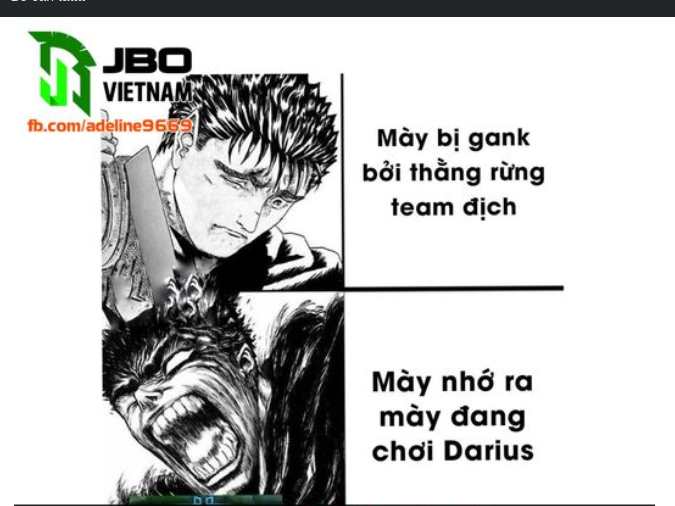 JBO
VIETNAM
fb.com/adeline9669
Mày bị gank
bởi thằng rừng
team địch
Mày nhớ ra
mày đang
chơi Darius